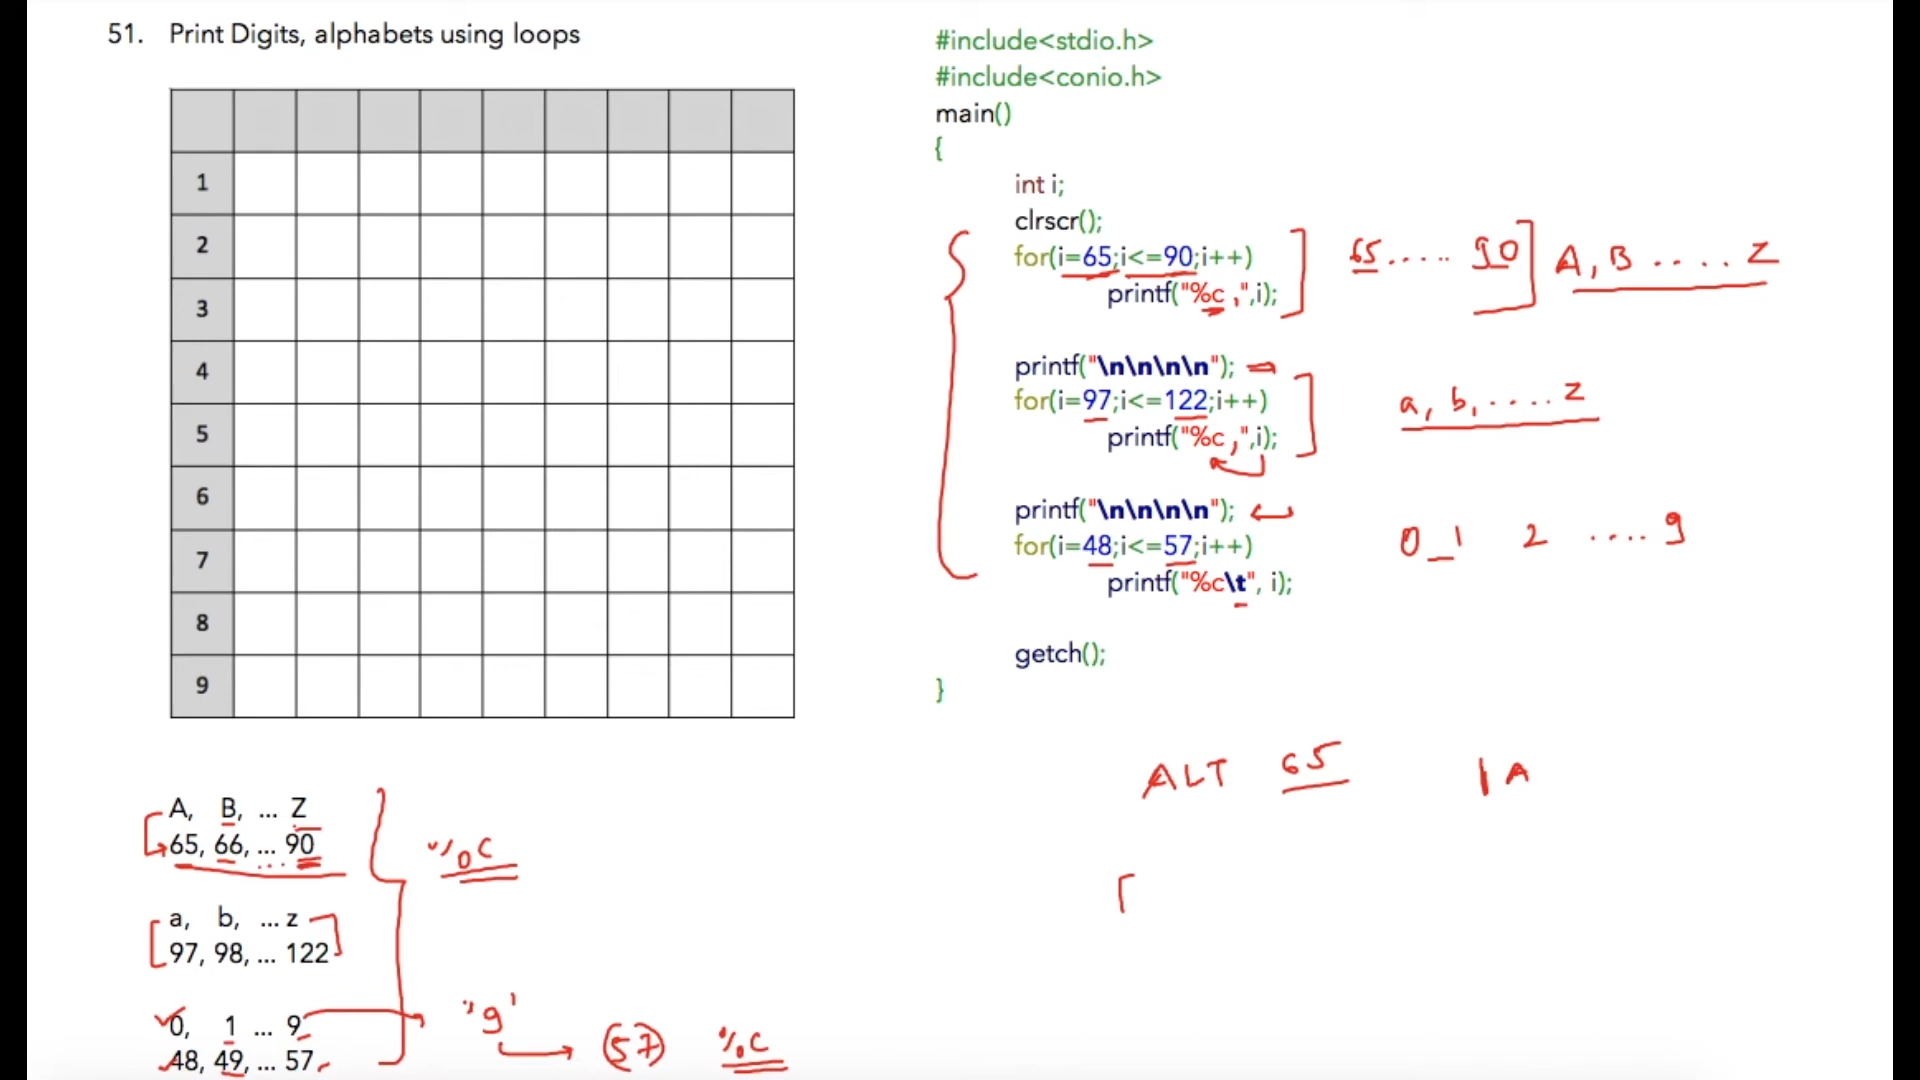 51. Print Digits, alphabets using loops
1
2
3
4
5
6
7
8
9
A, B, ... Z
65, 66, ... 90
a, b, ... z
97, 98, ... 122
0, 1 ... 9
48, 49, ... 57
%c
'9'
57 %c
#include<stdio.h>
#include<conio.h>
main()
{
int i;
clrscr();
for(i=65;i<=90;i++)
printf("%c ,",i);
65..... 90 A, B ..... Z
printf("\n\n\n\n");
for(i=97;i<=122;i++)
printf("%c ,",i);
a, b, ..... z
printf("\n\n\n\n");
for(i=48;i<=57;i++)
printf("%c\t", i);
0_1 2 .... 9
getch();
}
ALT 65 A